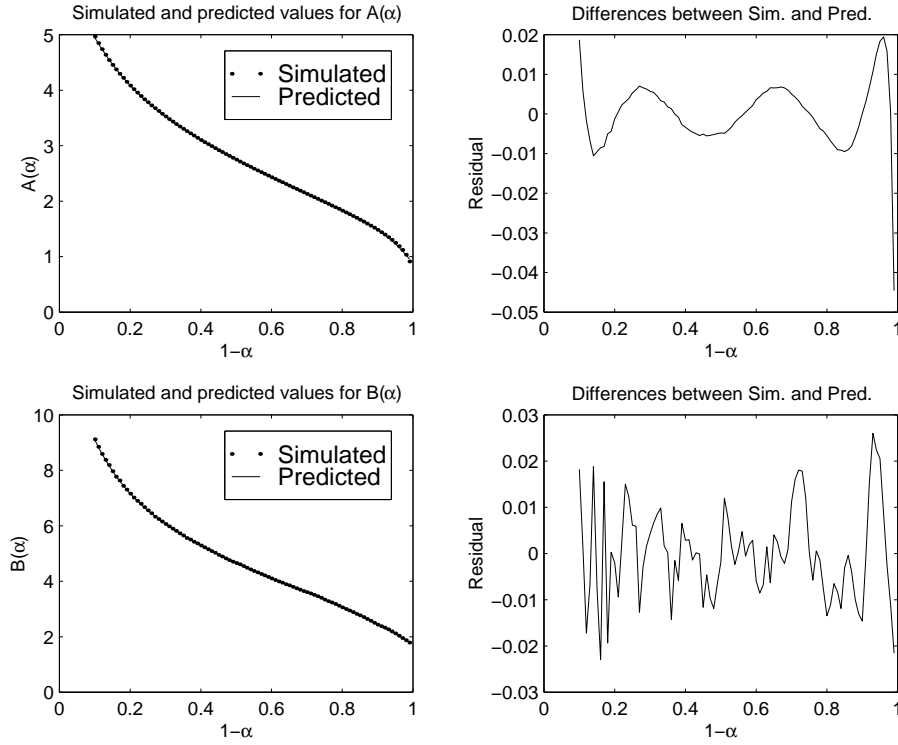 Simulated and predicted values for A(α)
5
4
3
2
1
0
A(α)
Simulated
Predicted
0 0.2 0.4 0.6 0.8 1
1−α
Differences between Sim. and Pred.
0.02
0.01
0
−0.01
−0.02
−0.03
−0.04
−0.05
Residual
0 0.2 0.4 0.6 0.8 1
1−α
Simulated and predicted values for B(α)
10
8
6
4
2
0
B(α)
Simulated
Predicted
0 0.2 0.4 0.6 0.8 1
1−α
Differences between Sim. and Pred.
0.03
0.02
0.01
0
−0.01
−0.02
−0.03
Residual
0 0.2 0.4 0.6 0.8 1
1−α